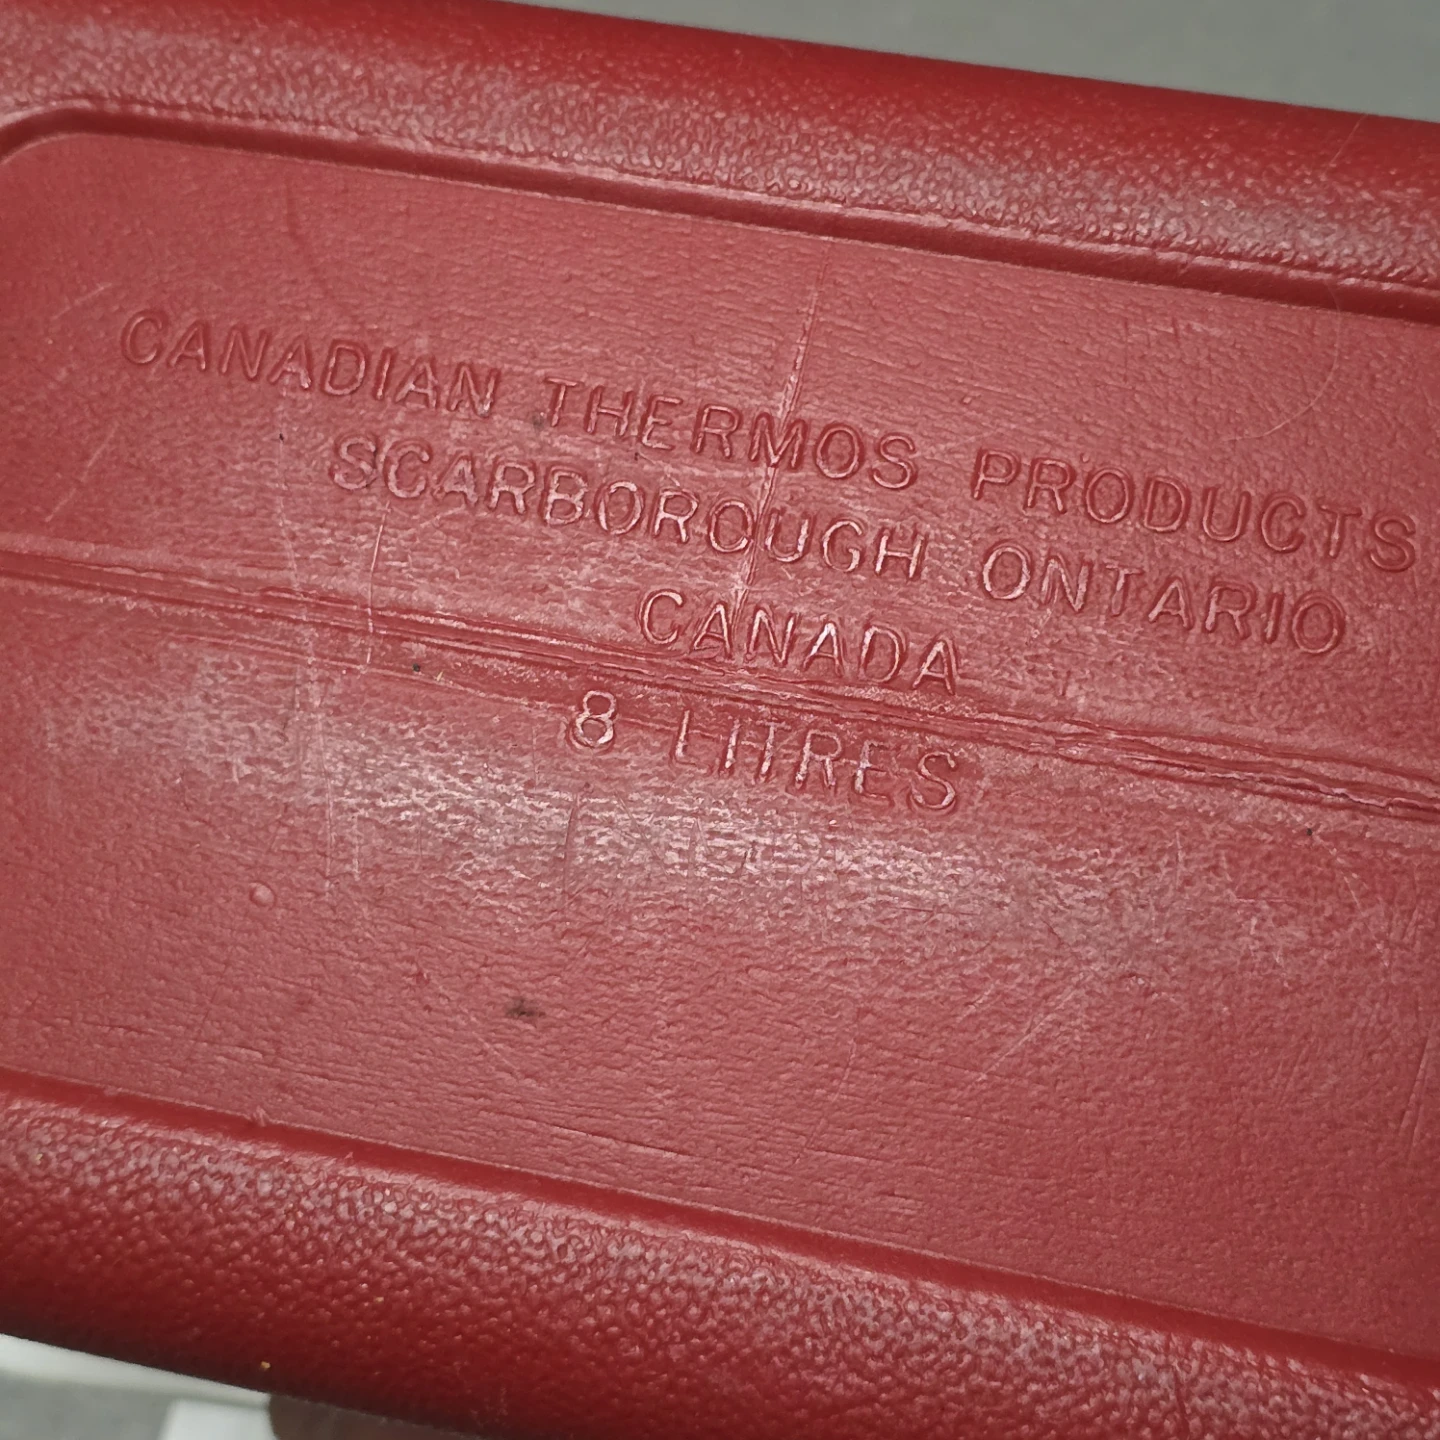 CANADIAN THERMOS PRODUCTS
SCARBOROUGH ONTARIO
CANADA
8 LITRES